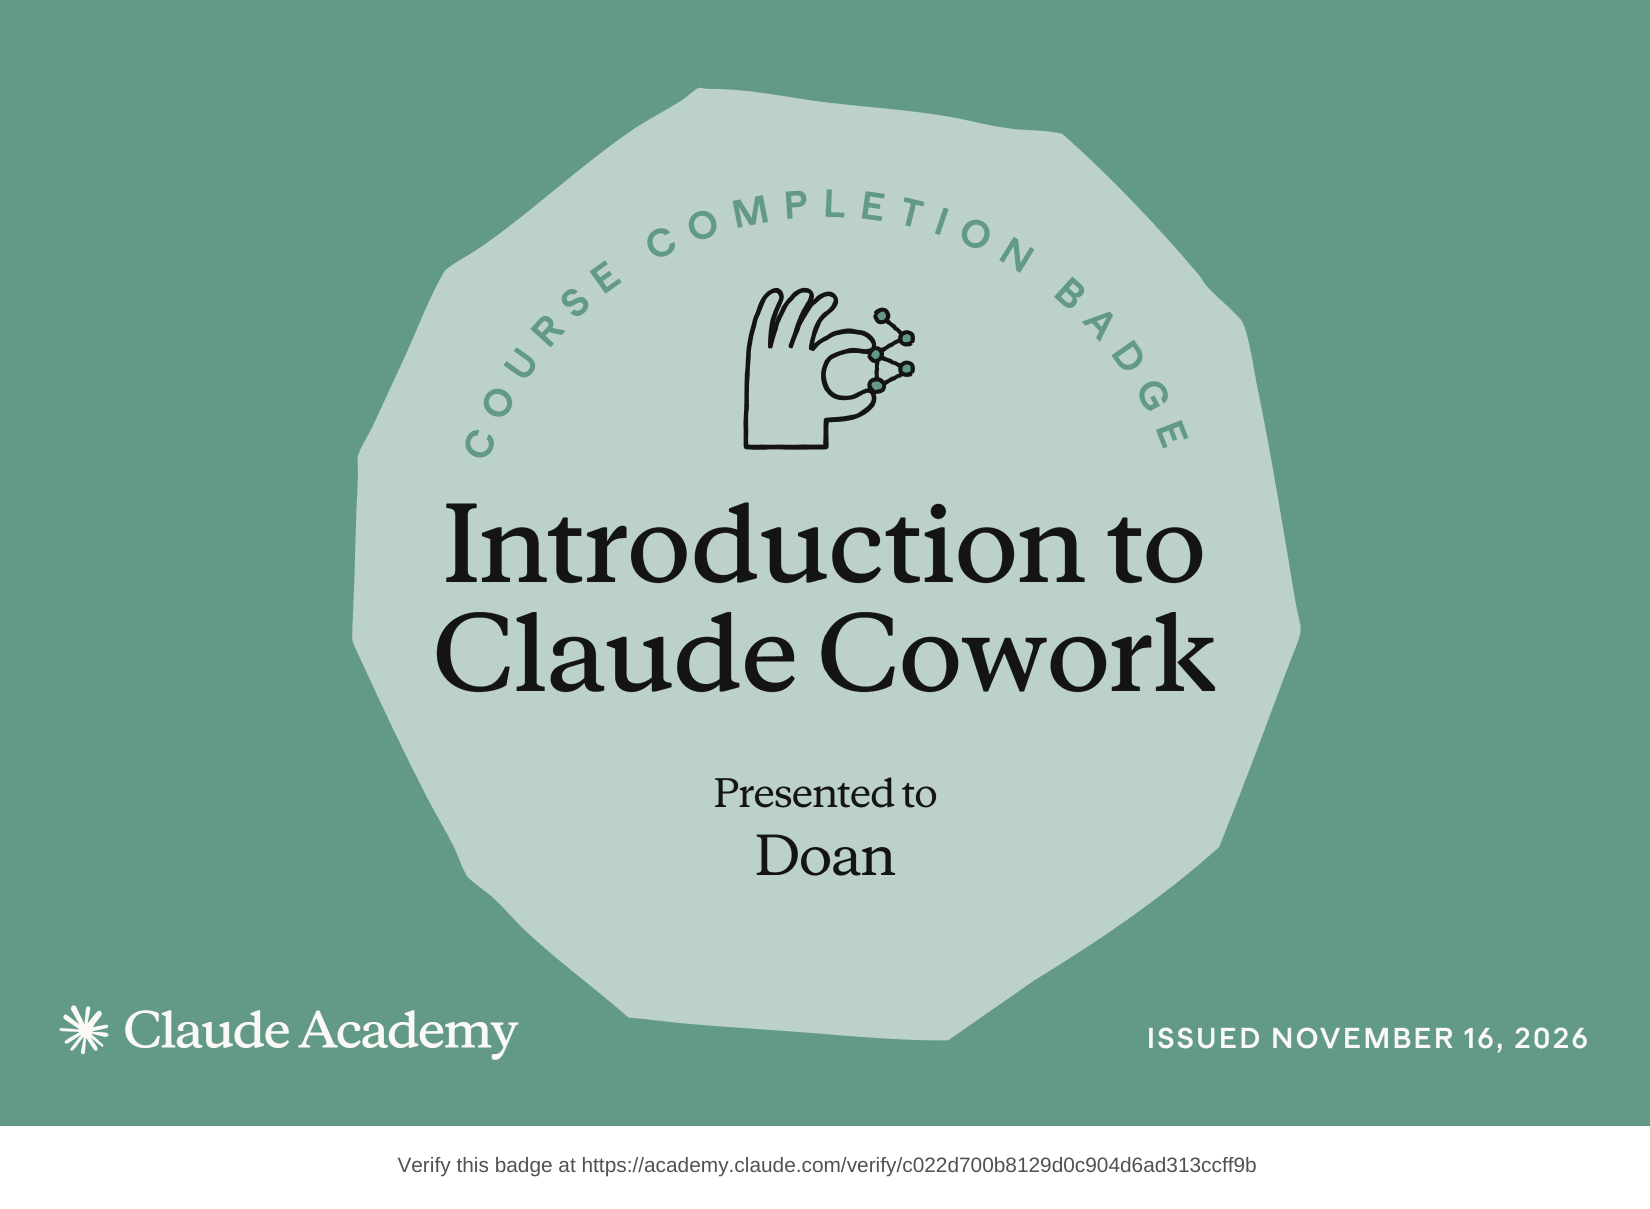 COURSE COMPLETION BADGE
Introduction to
Claude Cowork
Presented to
Doan
Claude Academy
ISSUED NOVEMBER 16, 2026
Verify this badge at https://academy.claude.com/verify/c022d700b8129d0c904d6ad313ccff9b